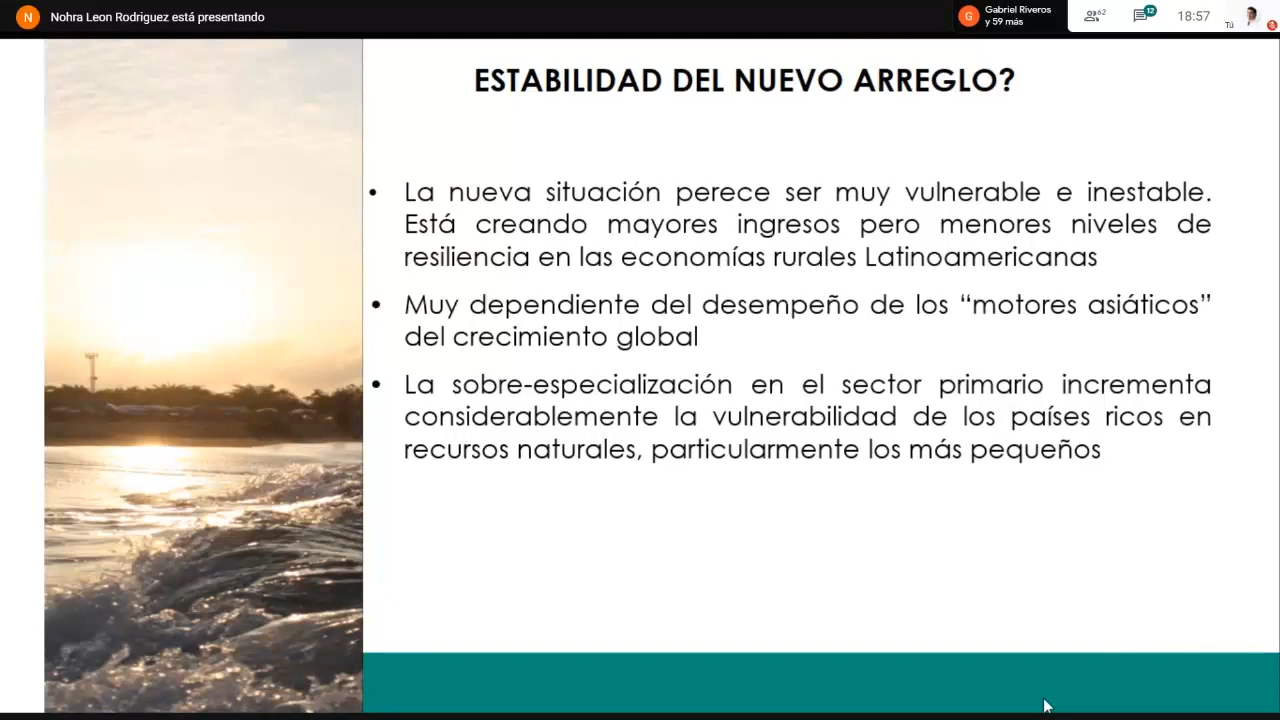 N Nohra Leon Rodriguez está presentando
G Gabriel Riveros
y 59 más
62
12
18:57
Tú
ESTABILIDAD DEL NUEVO ARREGLO?
• La nueva situación perece ser muy vulnerable e inestable.
Está creando mayores ingresos pero menores niveles de
resiliencia en las economías rurales Latinoamericanas
• Muy dependiente del desempeño de los “motores asiáticos”
del crecimiento global
• La sobre-especialización en el sector primario incrementa
considerablemente la vulnerabilidad de los países ricos en
recursos naturales, particularmente los más pequeños